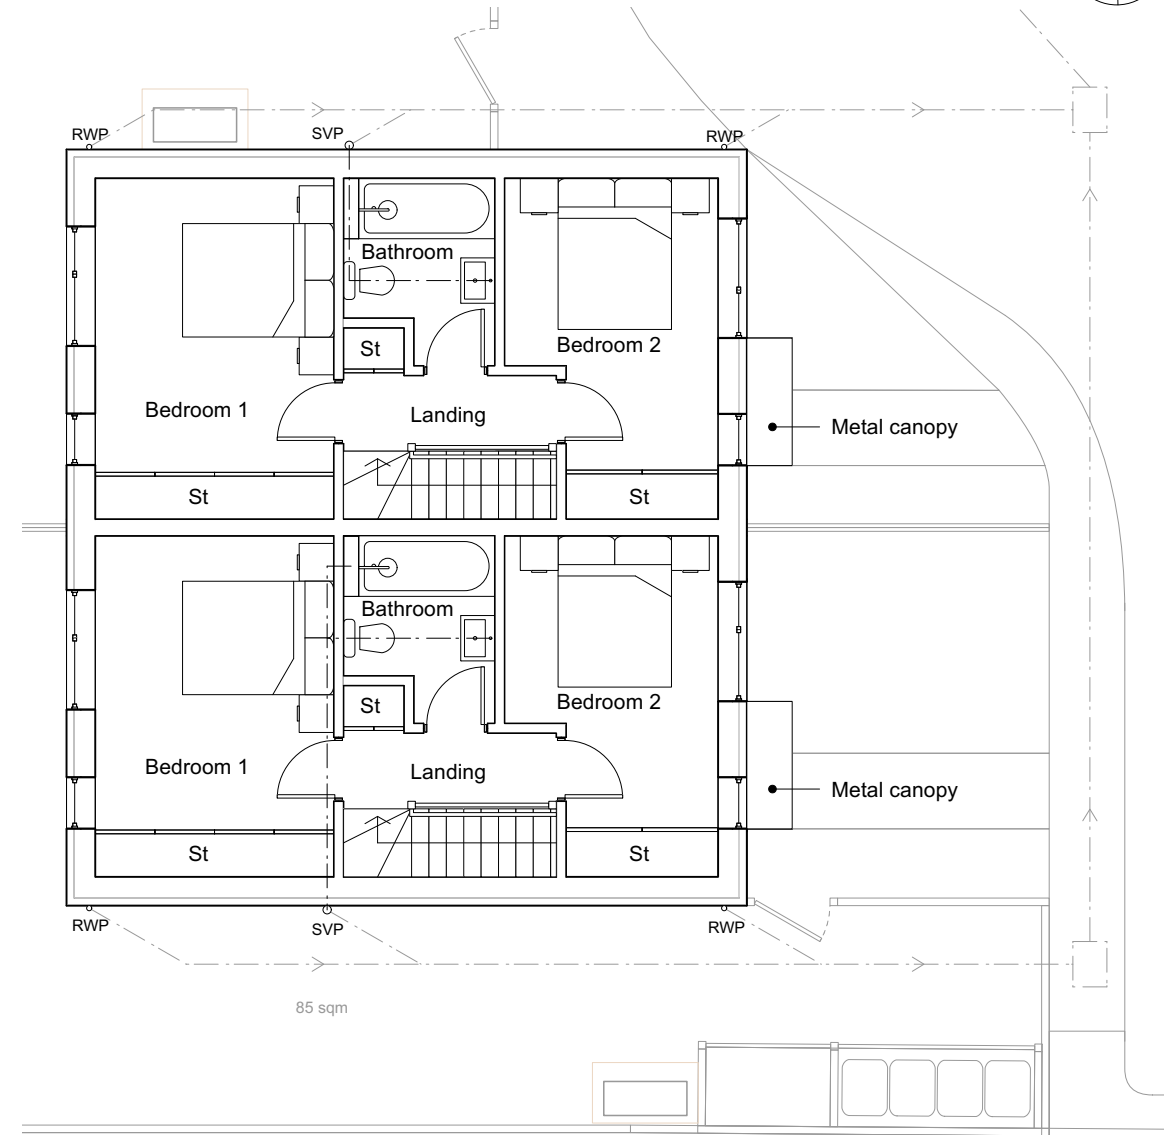 RWP
SVP
RWP
Bathroom
St
Bedroom 2
Bedroom 1
Landing
Metal canopy
St
St
Bathroom
St
Bedroom 2
Bedroom 1
Landing
Metal canopy
St
St
RWP
SVP
RWP
85 sqm